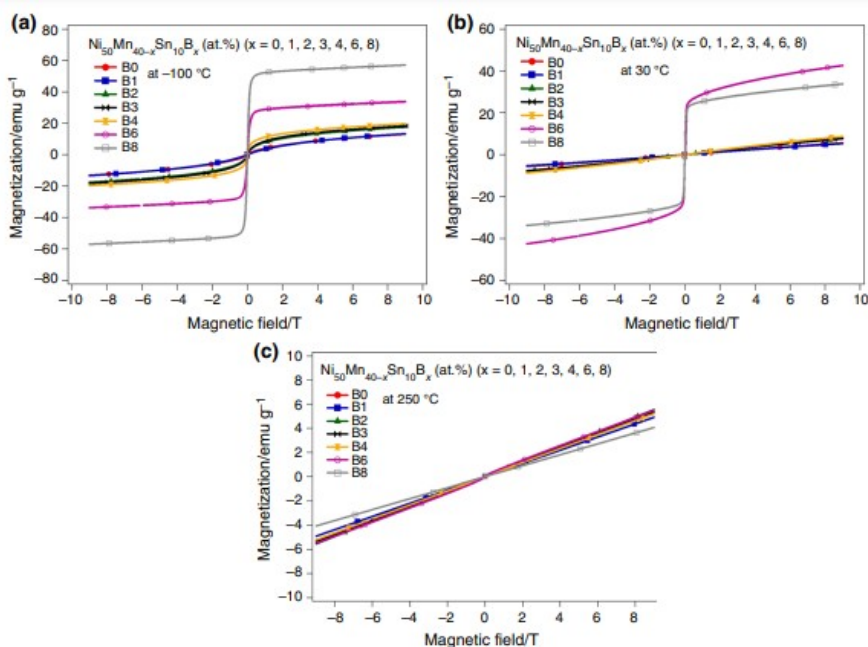 (a)
Ni50Mn40–xSn10Bx (at.%) (x = 0, 1, 2, 3, 4, 6, 8)
B0
B1
B2
B3
B4
B6
B8
at –100 °C
80
60
40
20
0
–20
–40
–60
–80
–10 –8 –6 –4 –2 0 2 4 6 8 10
Magnetization/emu g–1
Magnetic field/T
(b)
Ni50Mn40–xSn10Bx (at.%) (x = 0, 1, 2, 3, 4, 6, 8)
B0
B1
B2
B3
B4
B6
B8
at 30 °C
60
40
20
0
–20
–40
–60
–10 –8 –6 –4 –2 0 2 4 6 8 10
Magnetization/emu g–1
Magnetic field/T
(c)
Ni50Mn40–xSn10Bx (at.%) (x = 0, 1, 2, 3, 4, 6, 8)
B0
B1
B2
B3
B4
B6
B8
at 250 °C
10
8
6
4
2
0
–2
–4
–6
–8
–10
–8 –6 –4 –2 0 2 4 6 8
Magnetization/emu g–1
Magnetic field/T